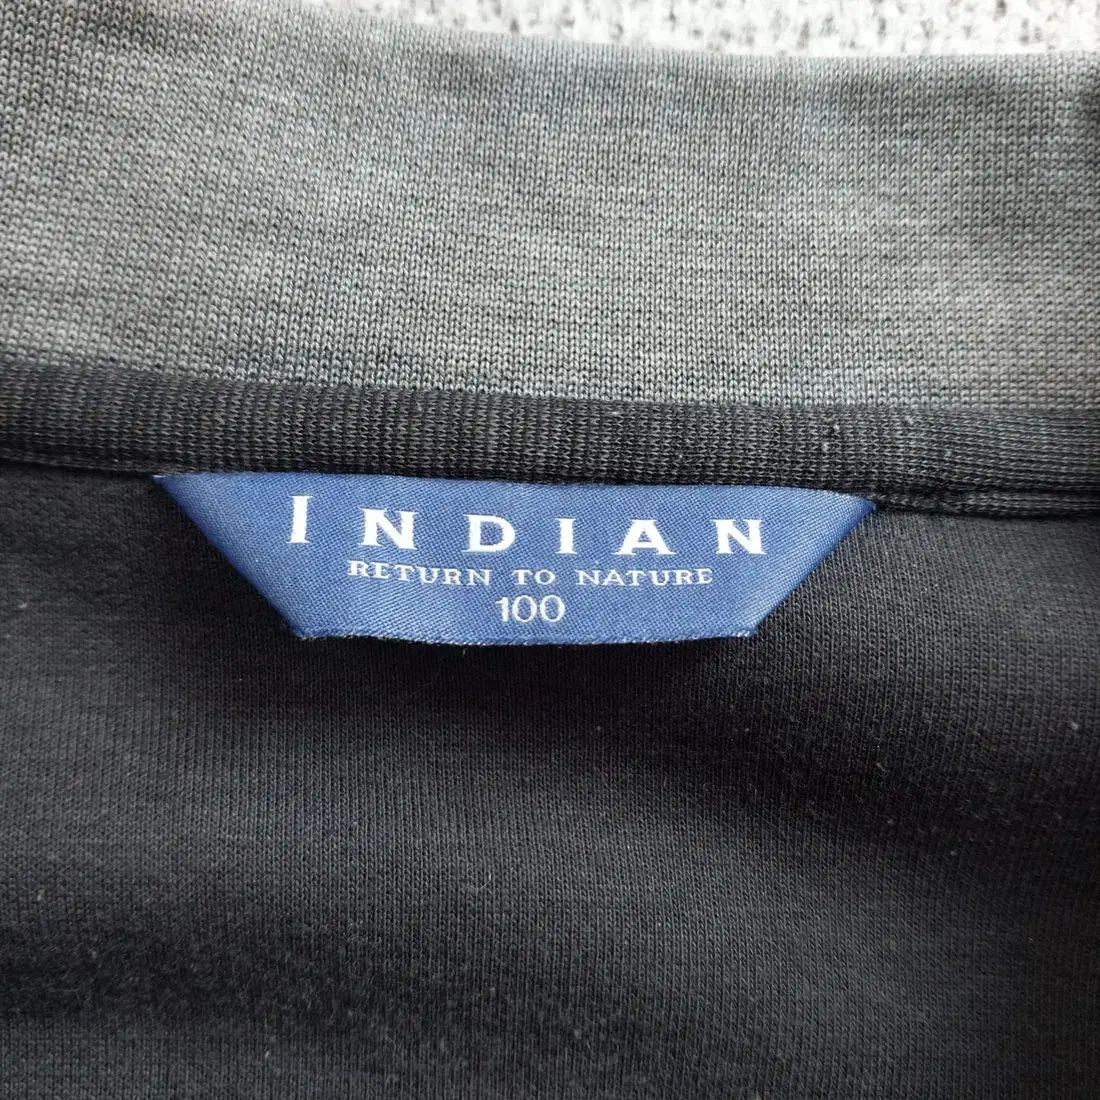 INDIAN
RETURN TO NATURE
100